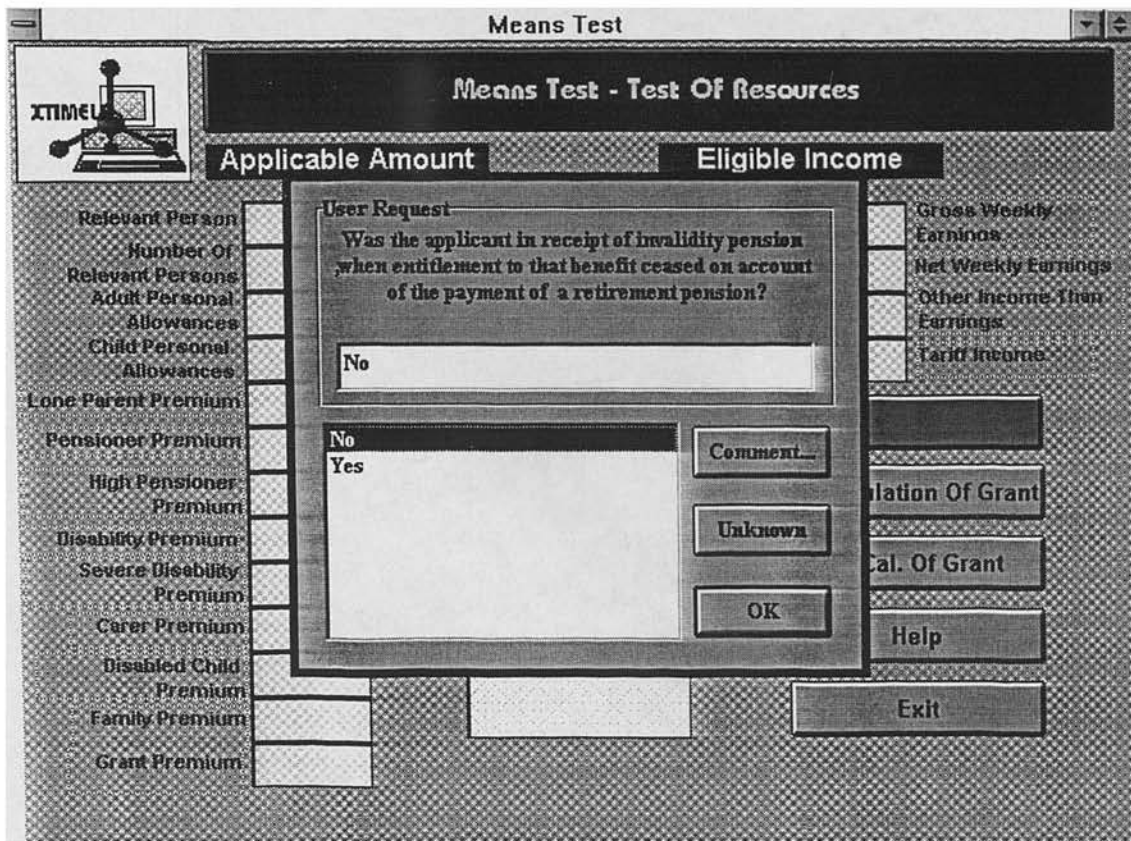 Means Test
XTIMEL
Means Test - Test Of Resources
Applicable Amount
Eligible Income
Relevant Person
Number Of
Relevant Persons
Adult Personal
Allowances
Child Personal
Allowances
Lone Parent Premium
Pensioner Premium
High Pensioner
Premium
Disability Premium
Severe Disability
Premium
Carer Premium
Disabled Child
Premium
Family Premium
Grant Premium
User Request
Was the applicant in receipt of invalidity pension
,when entitlement to that benefit ceased on account
of the payment of a retirement pension?
No
No
Yes
Comment...
Unknown
OK
Gross Weekly
Earnings
Net Weekly Earnings
Other Income Than
Earnings
Tariff Income
ulation Of Grant
Cal. Of Grant
Help
Exit